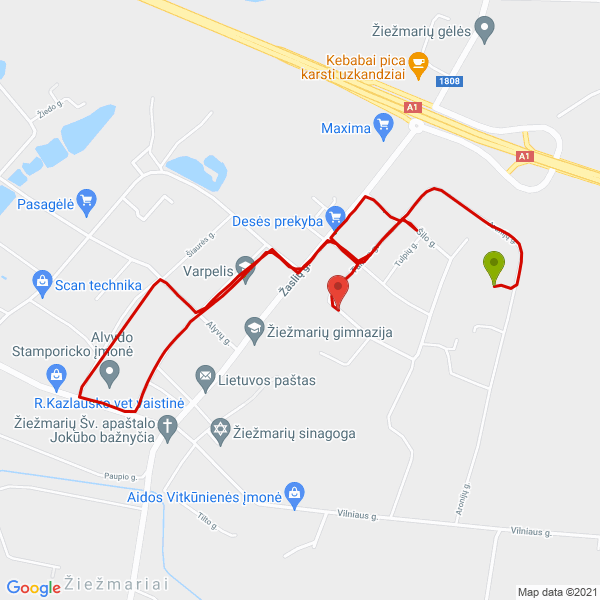 Žiežmarių gėlės
Kebabai pica
karsti uzkandziai
1808
A1
Maxima
A1
Žiedo g.
Pasagėlė
Desės prekyba
Šiaurės g.
Šilo g.
Tulpių g.
Varpelis
Scan technika
Žaslių g.
Alyvų g.
Žiežmarių gimnazija
Alvydo
Stamporicko įmonė
Lietuvos paštas
R.Kazlausko vet vaistinė
Žiežmarių Šv. apaštalo
Jokūbo bažnyčia
Žiežmarių sinagoga
Paupio g.
Aidos Vitkūnienės įmonė
Aronijų g.
Vilniaus g.
Tilto g.
Vilniaus g.
Žiežmariai
Google
Map data ©2021